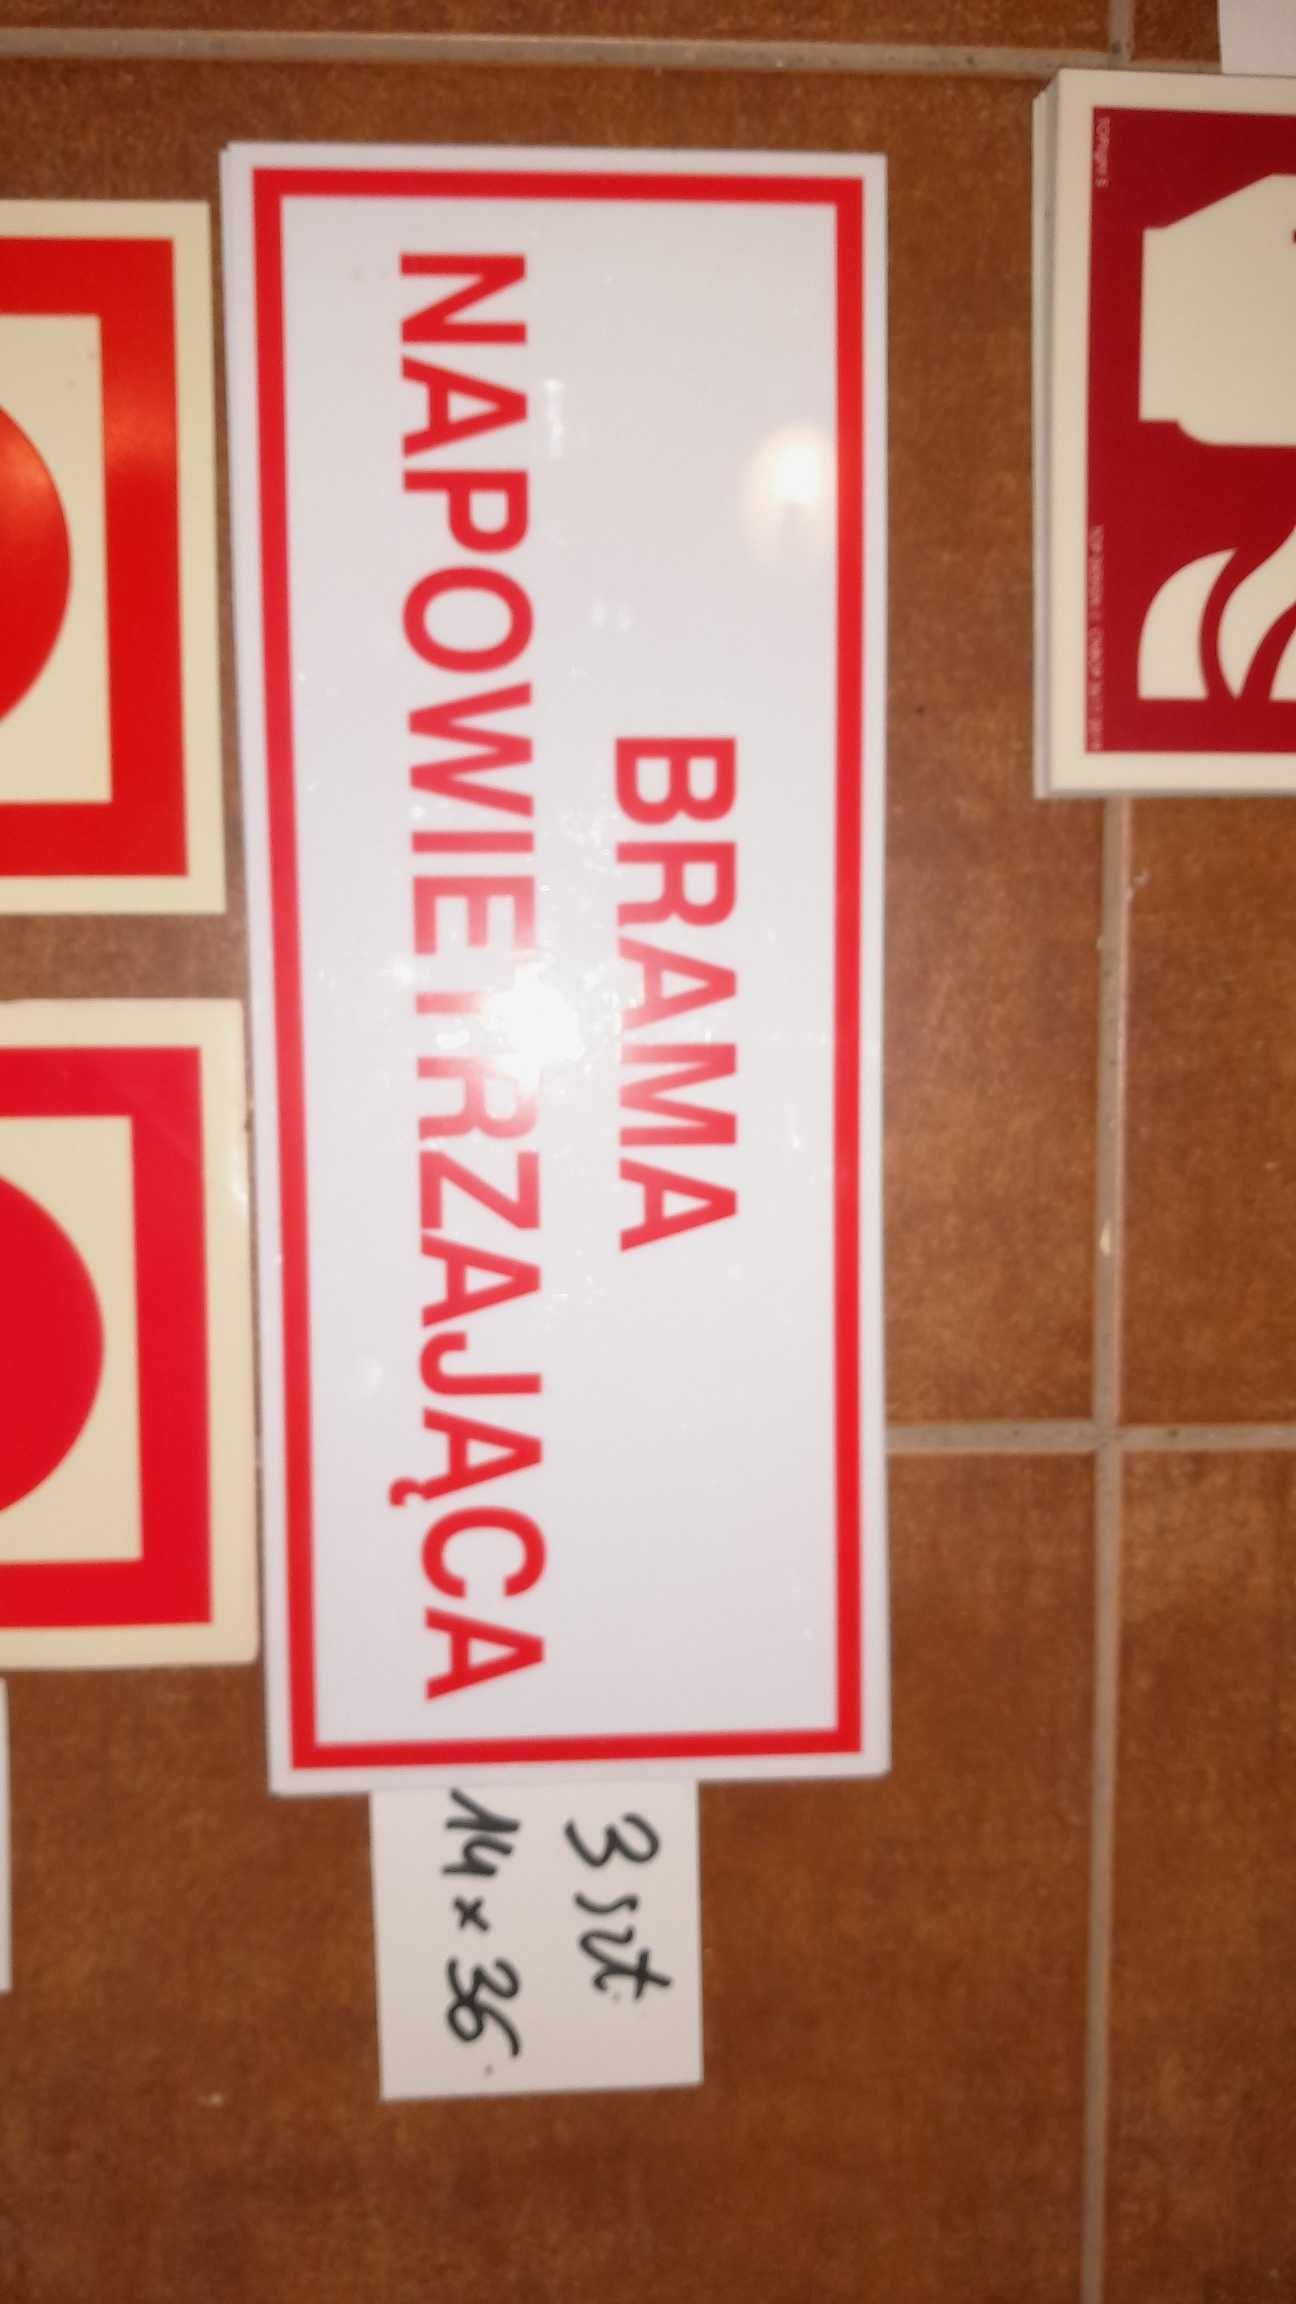 BRAMA
NAPOWIETRZAJĄCA
3 szt.
14 x 36